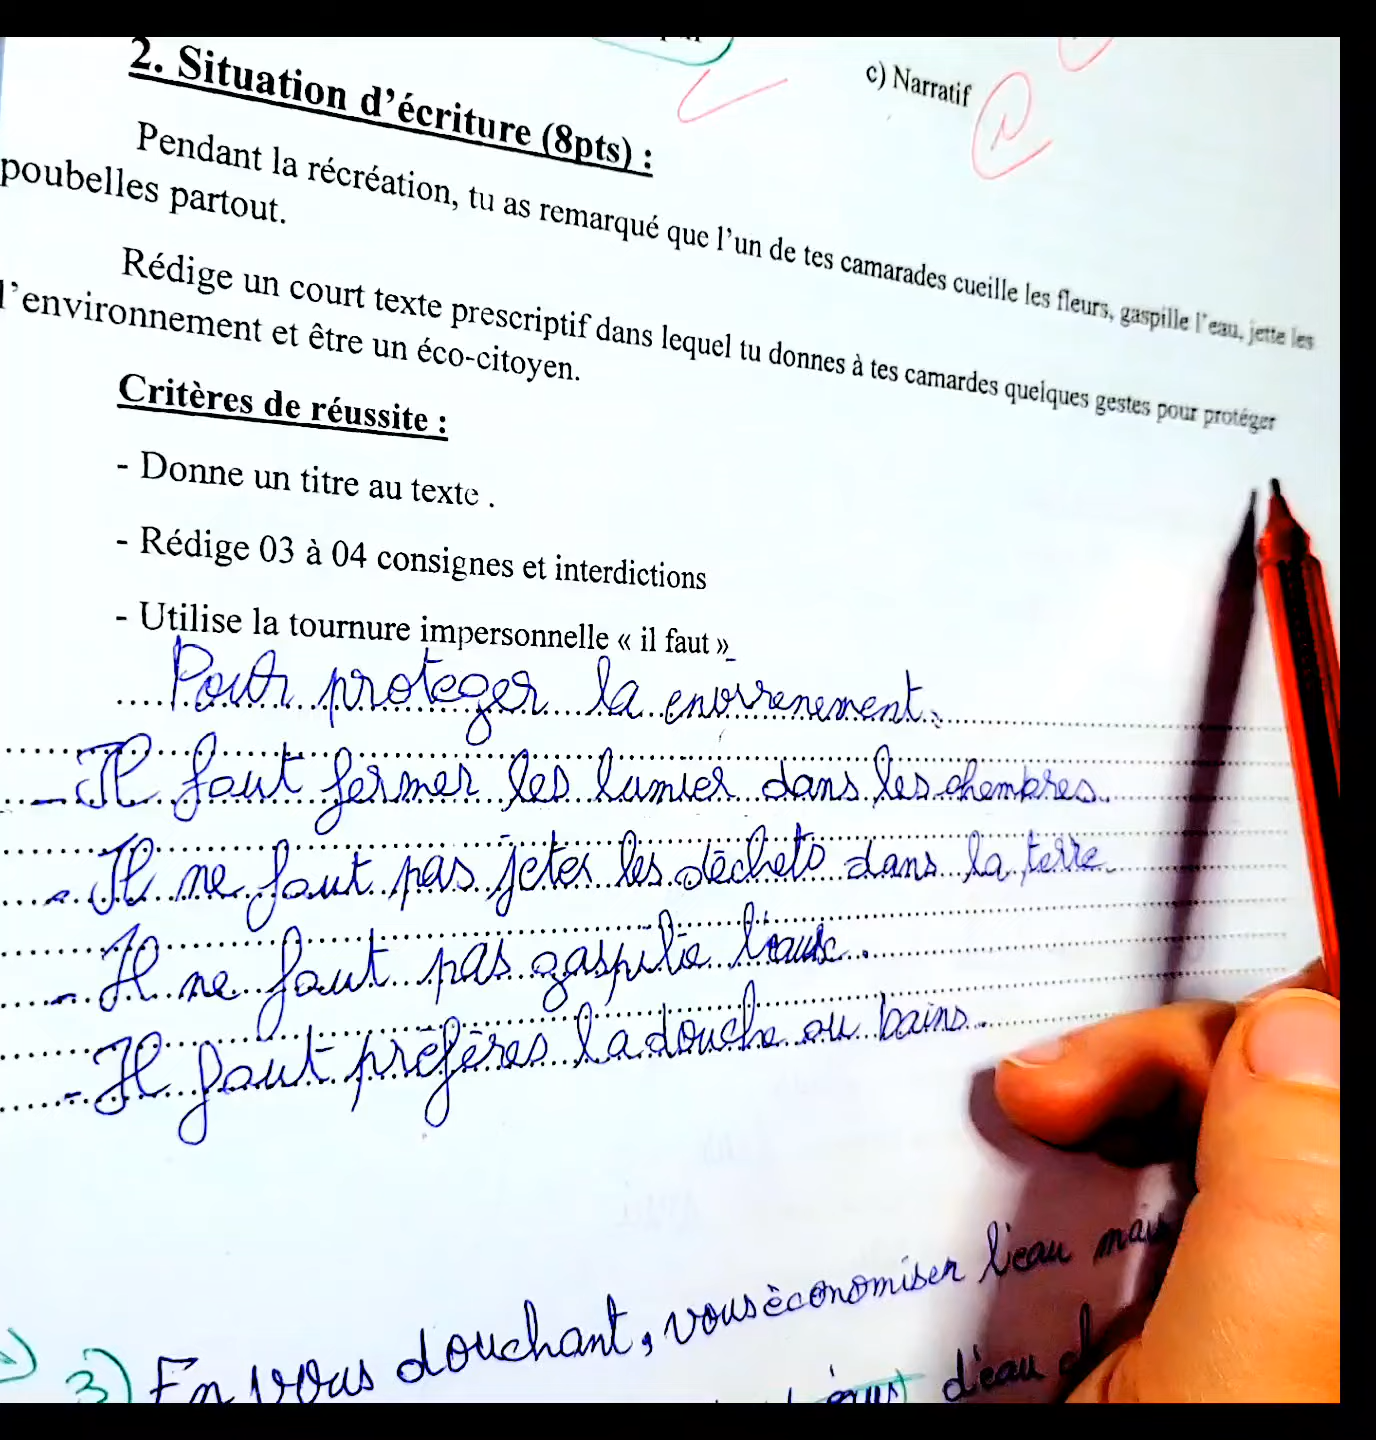 2. Situation d'écriture (8pts) :
c) Narratif
Pendant la récréation, tu as remarqué que l'un de tes camarades cueille les fleurs, gaspille l'eau, jette les
poubelles partout.
Rédige un court texte prescriptif dans lequel tu donnes à tes camardes quelques gestes pour protéger
l'environnement et être un éco-citoyen.
Critères de réussite :
- Donne un titre au texte .
- Rédige 03 à 04 consignes et interdictions
- Utilise la tournure impersonnelle « il faut »
Pour proteger la envirenement.
- Il faut fermer les lumier dans les chembres.
- Il ne faut pas jeter les déchets dans la terre
- Il ne faut pas gaspilie
- Il faut préfères la douche ou bains.
3) En vous douchant, vous économiser l'eau mais
d'eau